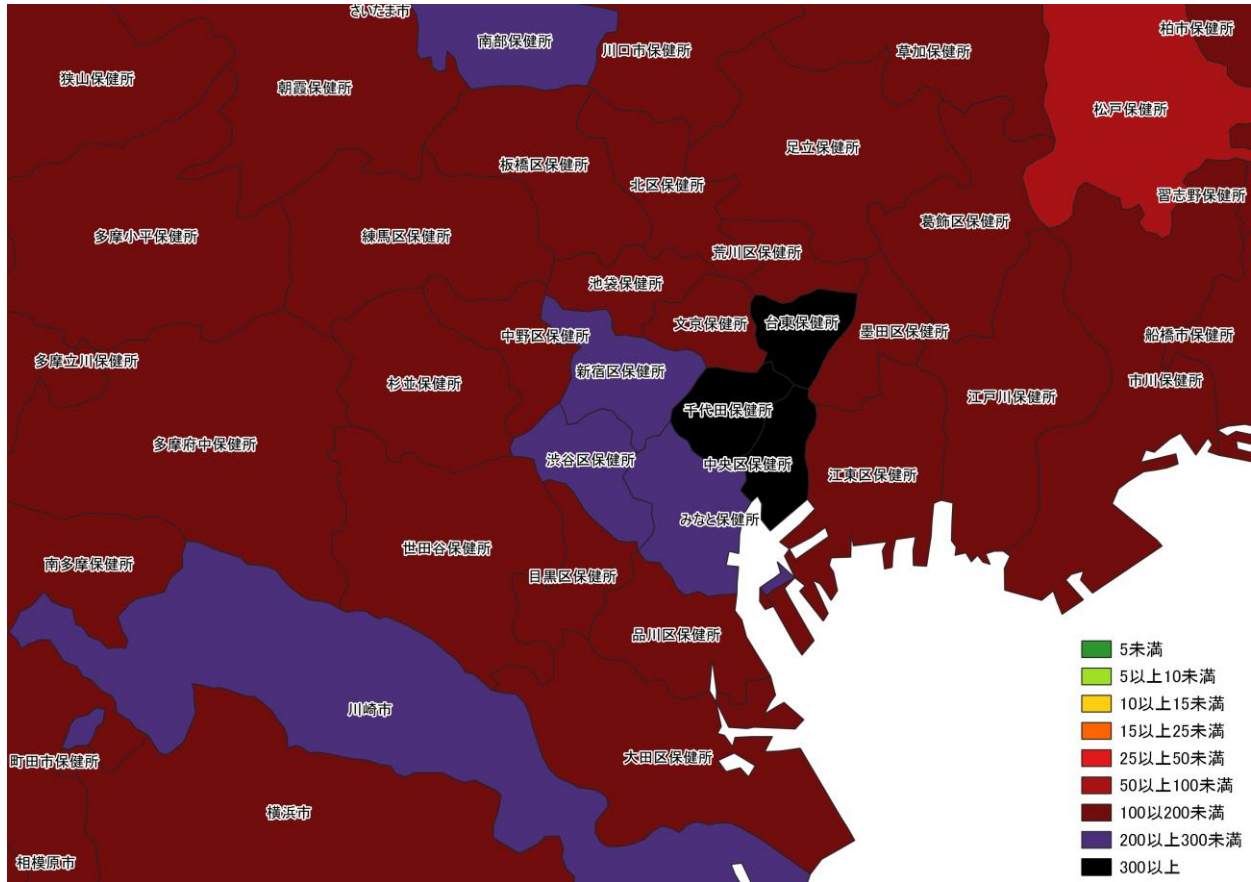 さいたま市
南部保健所
川口市保健所
草加保健所
柏市保健所
狭山保健所
朝霞保健所
松戸保健所
板橋区保健所
足立保健所
北区保健所
習志野保健所
多摩小平保健所
練馬区保健所
葛飾区保健所
荒川区保健所
池袋保健所
文京保健所
台東保健所
中野区保健所
墨田区保健所
船橋市保健所
多摩立川保健所
杉並保健所
新宿区保健所
市川保健所
千代田保健所
江戸川保健所
多摩府中保健所
渋谷区保健所
中央区保健所
江東区保健所
みなと保健所
南多摩保健所
世田谷保健所
目黒区保健所
品川区保健所
川崎市
町田市保健所
大田区保健所
横浜市
相模原市
5未満
5以上10未満
10以上15未満
15以上25未満
25以上50未満
50以上100未満
100以200未満
200以上300未満
300以上